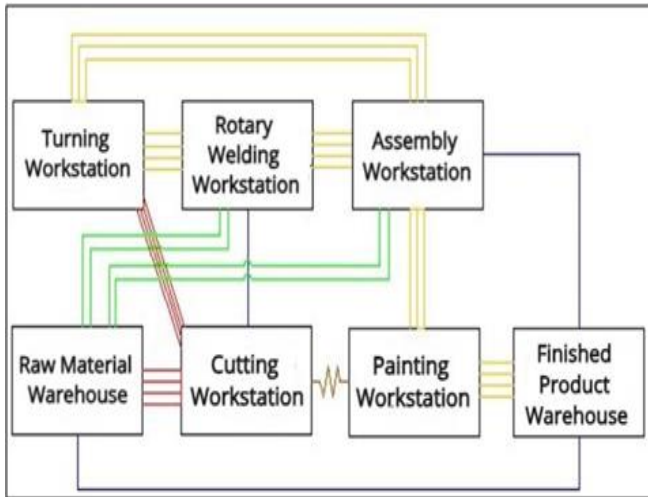 Turning
Workstation
Rotary
Welding
Workstation
Assembly
Workstation
Raw Material
Warehouse
Cutting
Workstation
Painting
Workstation
Finished
Product
Warehouse